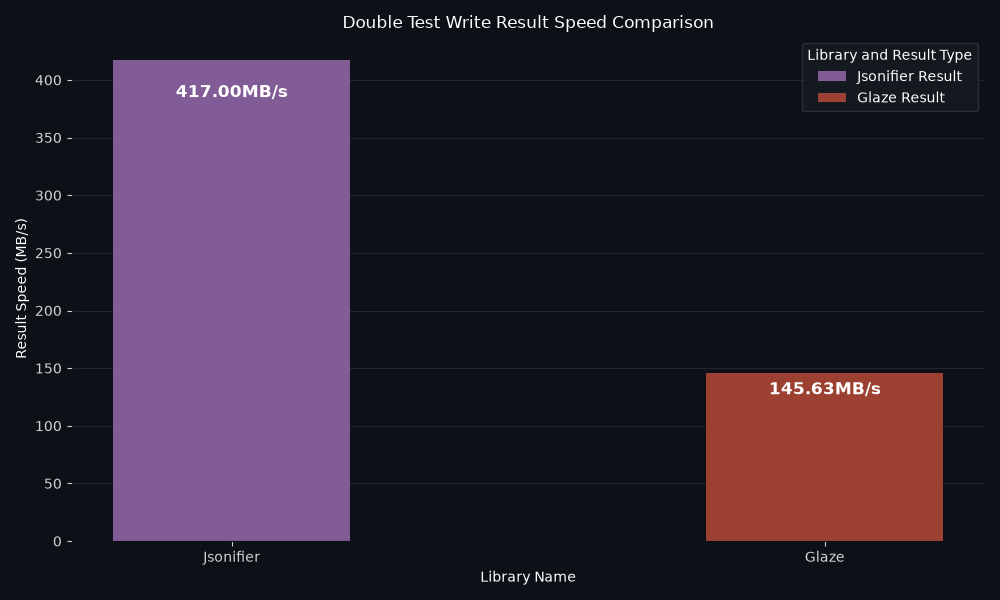 Double Test Write Result Speed Comparison
Library and Result Type
Jsonifier Result
Glaze Result
417.00MB/s
145.63MB/s
Result Speed (MB/s)
400
350
300
250
200
150
100
50
0
Jsonifier
Glaze
Library Name